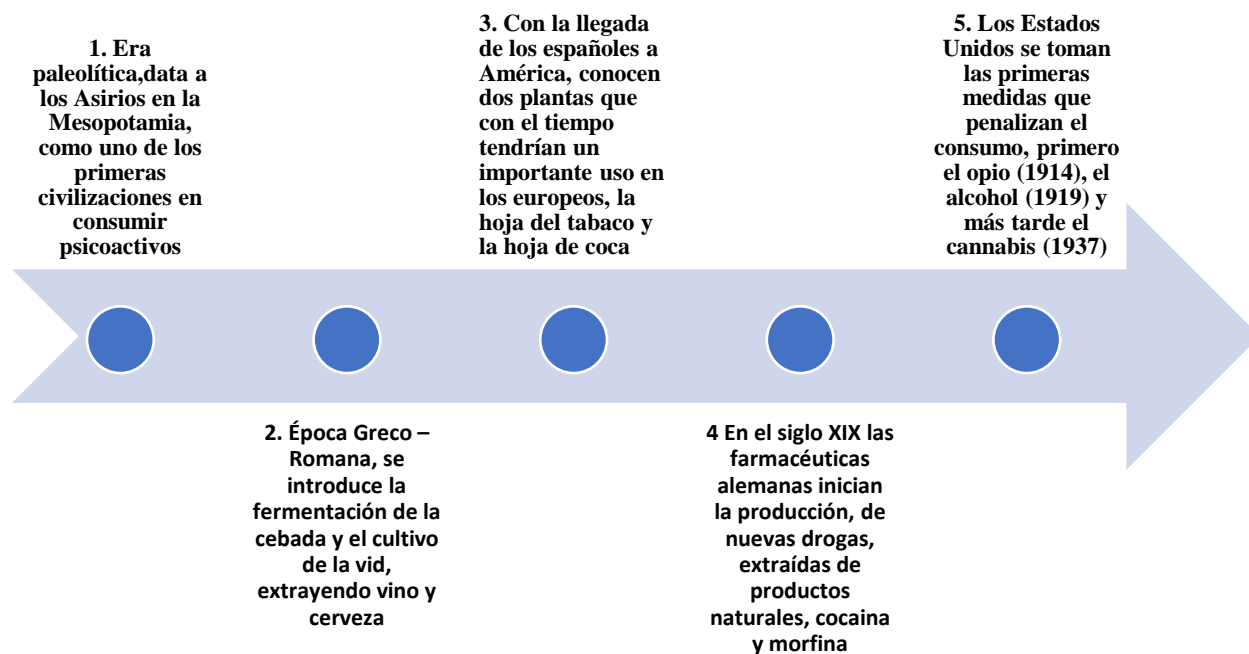 1. Era
paleolítica,data a
los Asirios en la
Mesopotamia,
como uno de los
primeras
civilizaciones en
consumir
psicoactivos
2. Época Greco –
Romana, se
introduce la
fermentación de la
cebada y el cultivo
de la vid,
extrayendo vino y
cerveza
3. Con la llegada
de los españoles a
América, conocen
dos plantas que
con el tiempo
tendrían un
importante uso en
los europeos, la
hoja del tabaco y
la hoja de coca
4 En el siglo XIX las
farmacéuticas
alemanas inician
la producción, de
nuevas drogas,
extraídas de
productos
naturales, cocaina
y morfina
5. Los Estados
Unidos se toman
las primeras
medidas que
penalizan el
consumo, primero
el opio (1914), el
alcohol (1919) y
más tarde el
cannabis (1937)